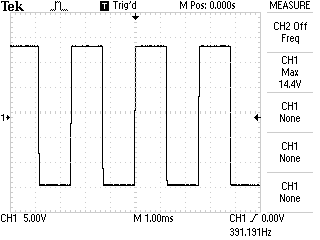 Tek
T Trig'd
M Pos: 0.000s
MEASURE
CH2 Off
Freq
CH1
Max
14.4V
CH1
None
CH1
None
CH1
None
1
CH1 5.00V
M 1.00ms
CH1 / 0.00V
391.191Hz